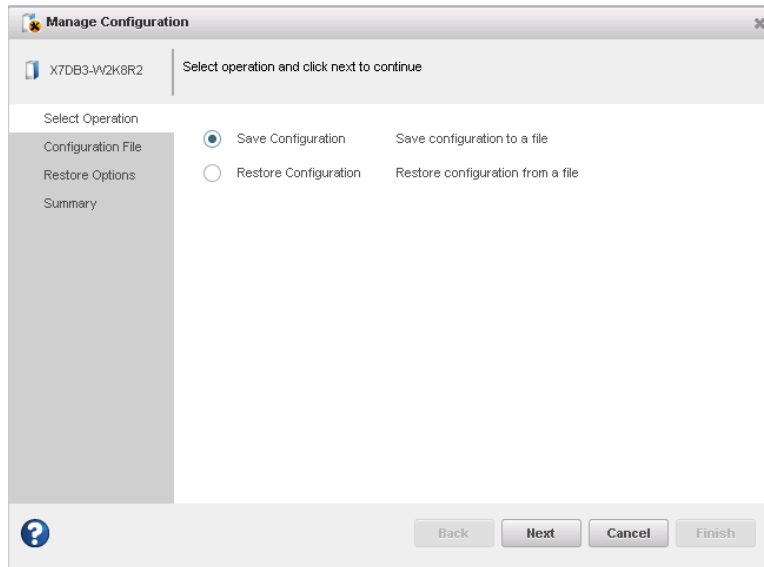 Manage Configuration
X7DB3-W2K8R2
Select operation and click next to continue
Select Operation
Configuration File
Restore Options
Summary
Save Configuration Save configuration to a file
Restore Configuration Restore configuration from a file
? Back Next Cancel Finish